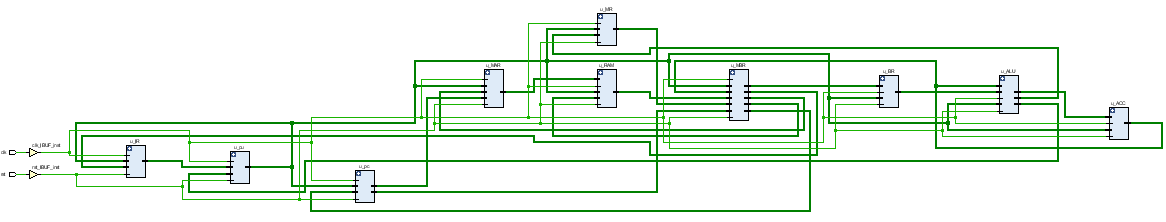 u_MR
u_MAR
u_RAM
u_MBR
u_BR
u_ALU
u_ACC
clk_IBUF_inst
clk
u_IR
u_cu
rst_IBUF_inst
rst
u_pc